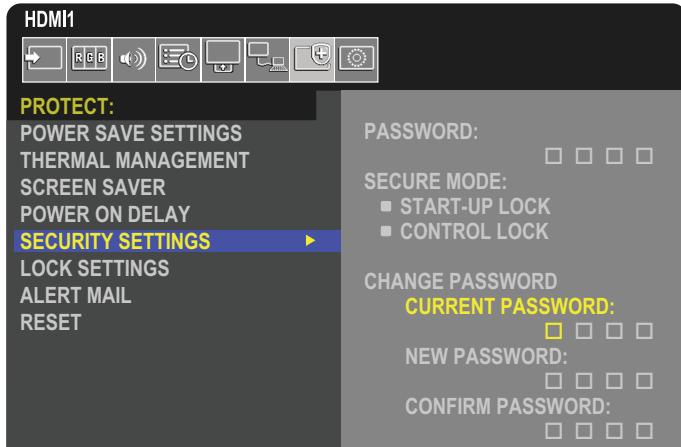 HDMI1
RGB
PROTECT:
POWER SAVE SETTINGS
THERMAL MANAGEMENT
SCREEN SAVER
POWER ON DELAY
SECURITY SETTINGS
LOCK SETTINGS
ALERT MAIL
RESET
PASSWORD:
SECURE MODE:
START-UP LOCK
CONTROL LOCK
CHANGE PASSWORD
CURRENT PASSWORD:
NEW PASSWORD:
CONFIRM PASSWORD: